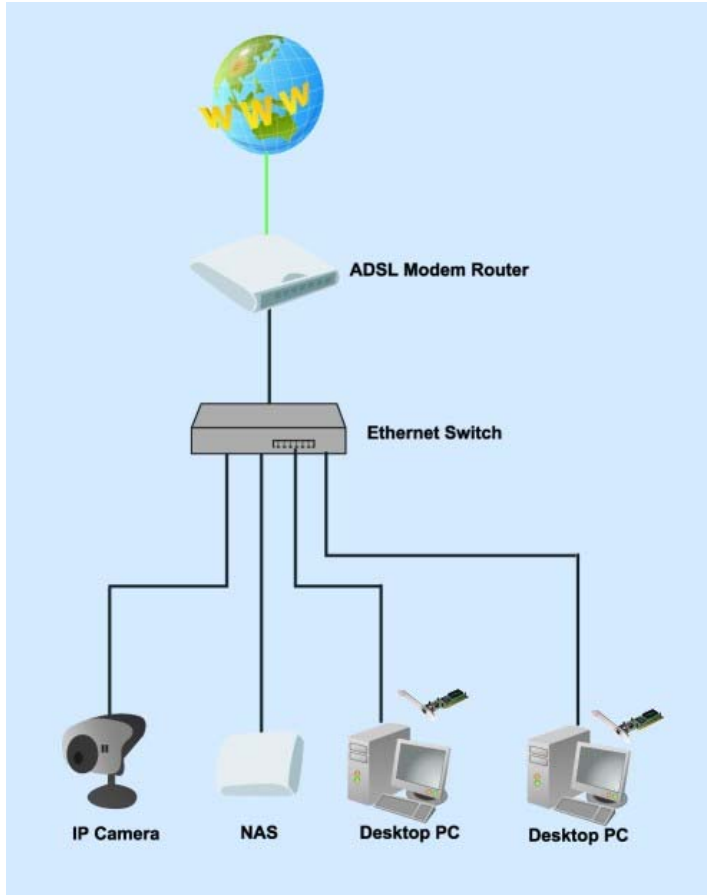 WWW
ADSL Modem Router
Ethernet Switch
IP Camera
NAS
Desktop PC
Desktop PC